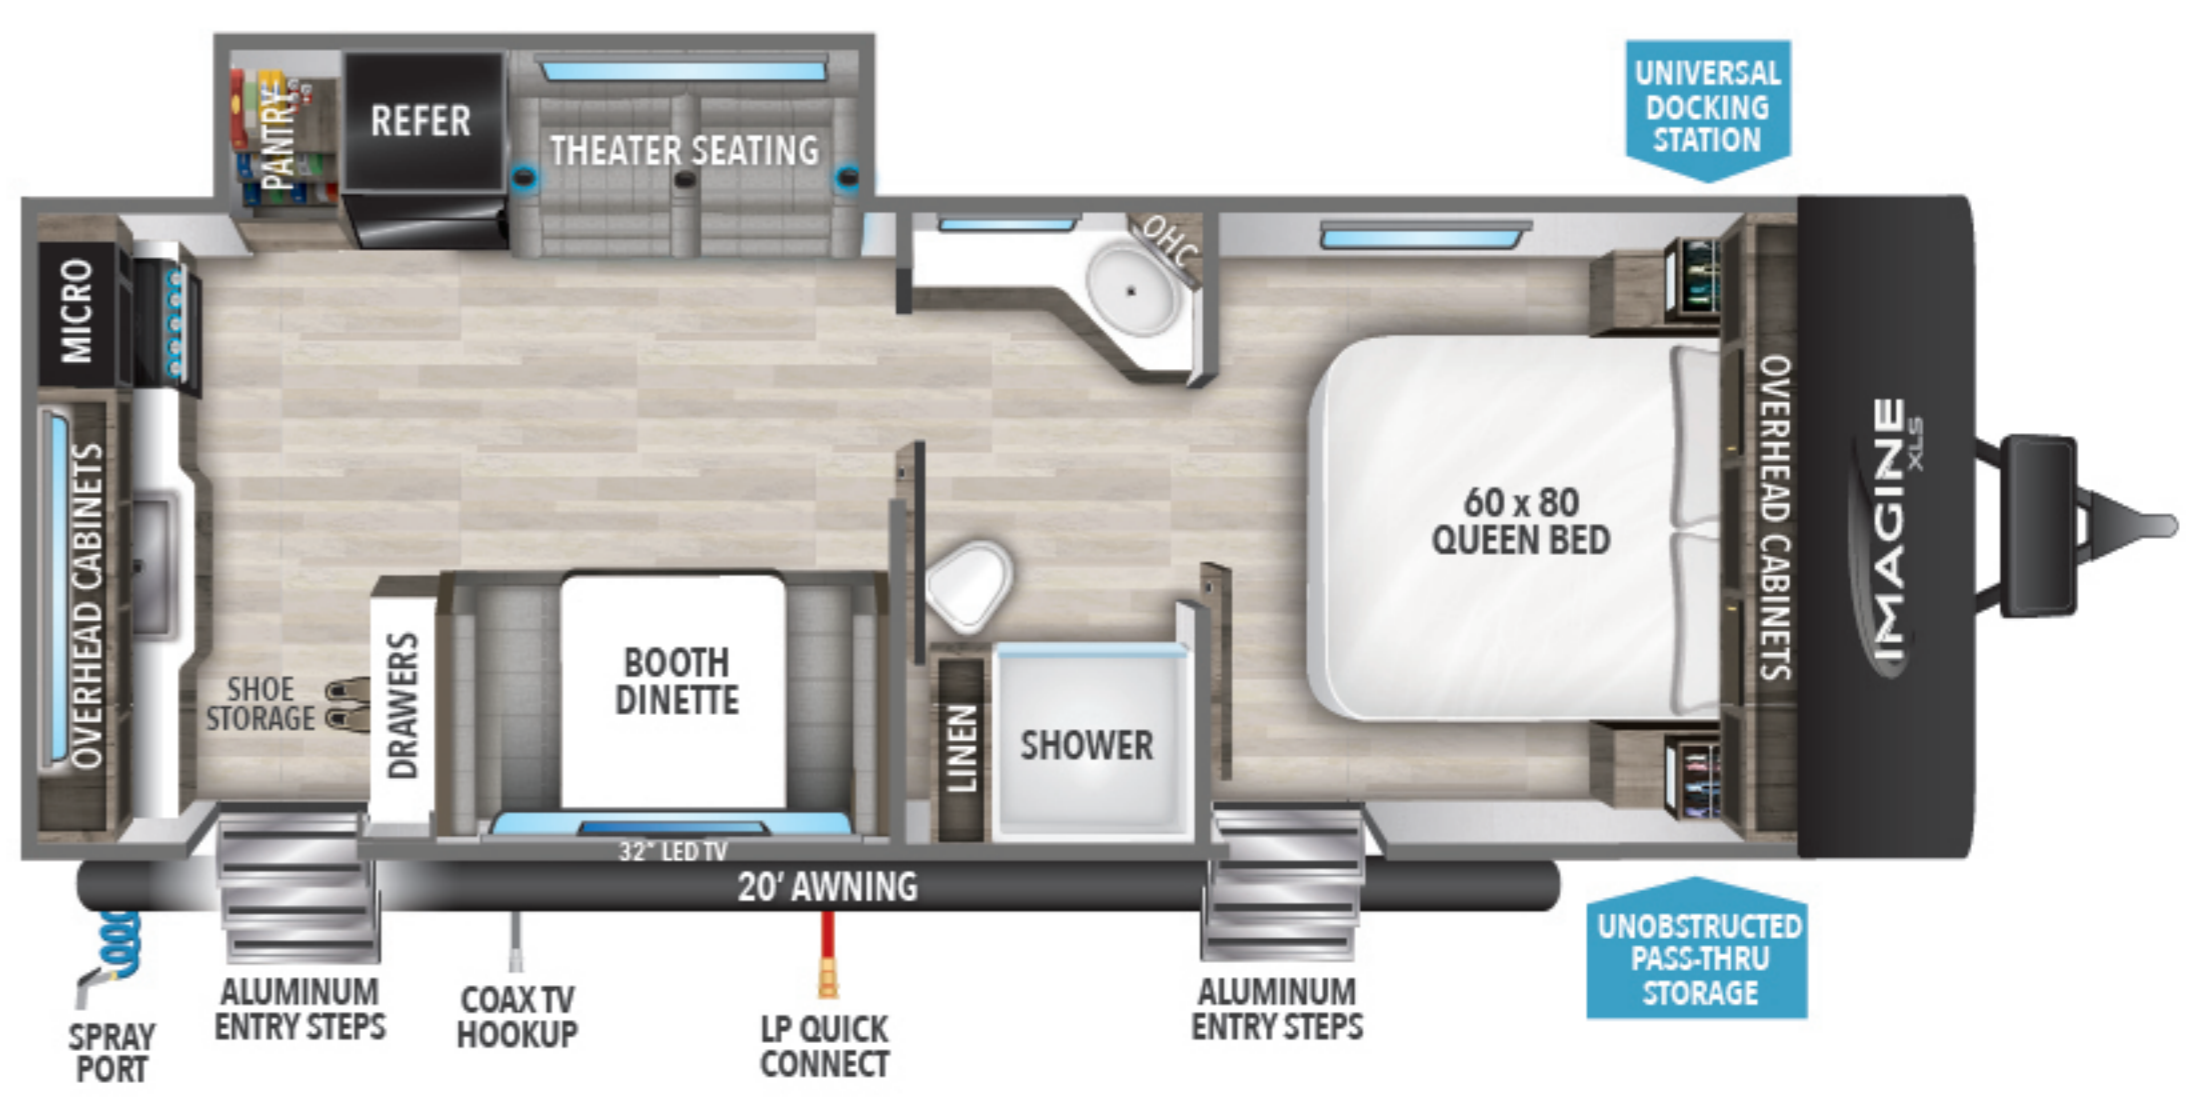 UNIVERSAL
DOCKING
STATION
PANTRY
REFER
THEATER SEATING
OHC
MICRO
OVERHEAD CABINETS
60 x 80
QUEEN BED
OVERHEAD CABINETS
IMAGINE
XLS
SHOE
STORAGE
DRAWERS
BOOTH
DINETTE
LINEN
SHOWER
32" LED TV
20' AWNING
UNOBSTRUCTED
PASS-THRU
STORAGE
SPRAY
PORT
ALUMINUM
ENTRY STEPS
COAX TV
HOOKUP
LP QUICK
CONNECT
ALUMINUM
ENTRY STEPS